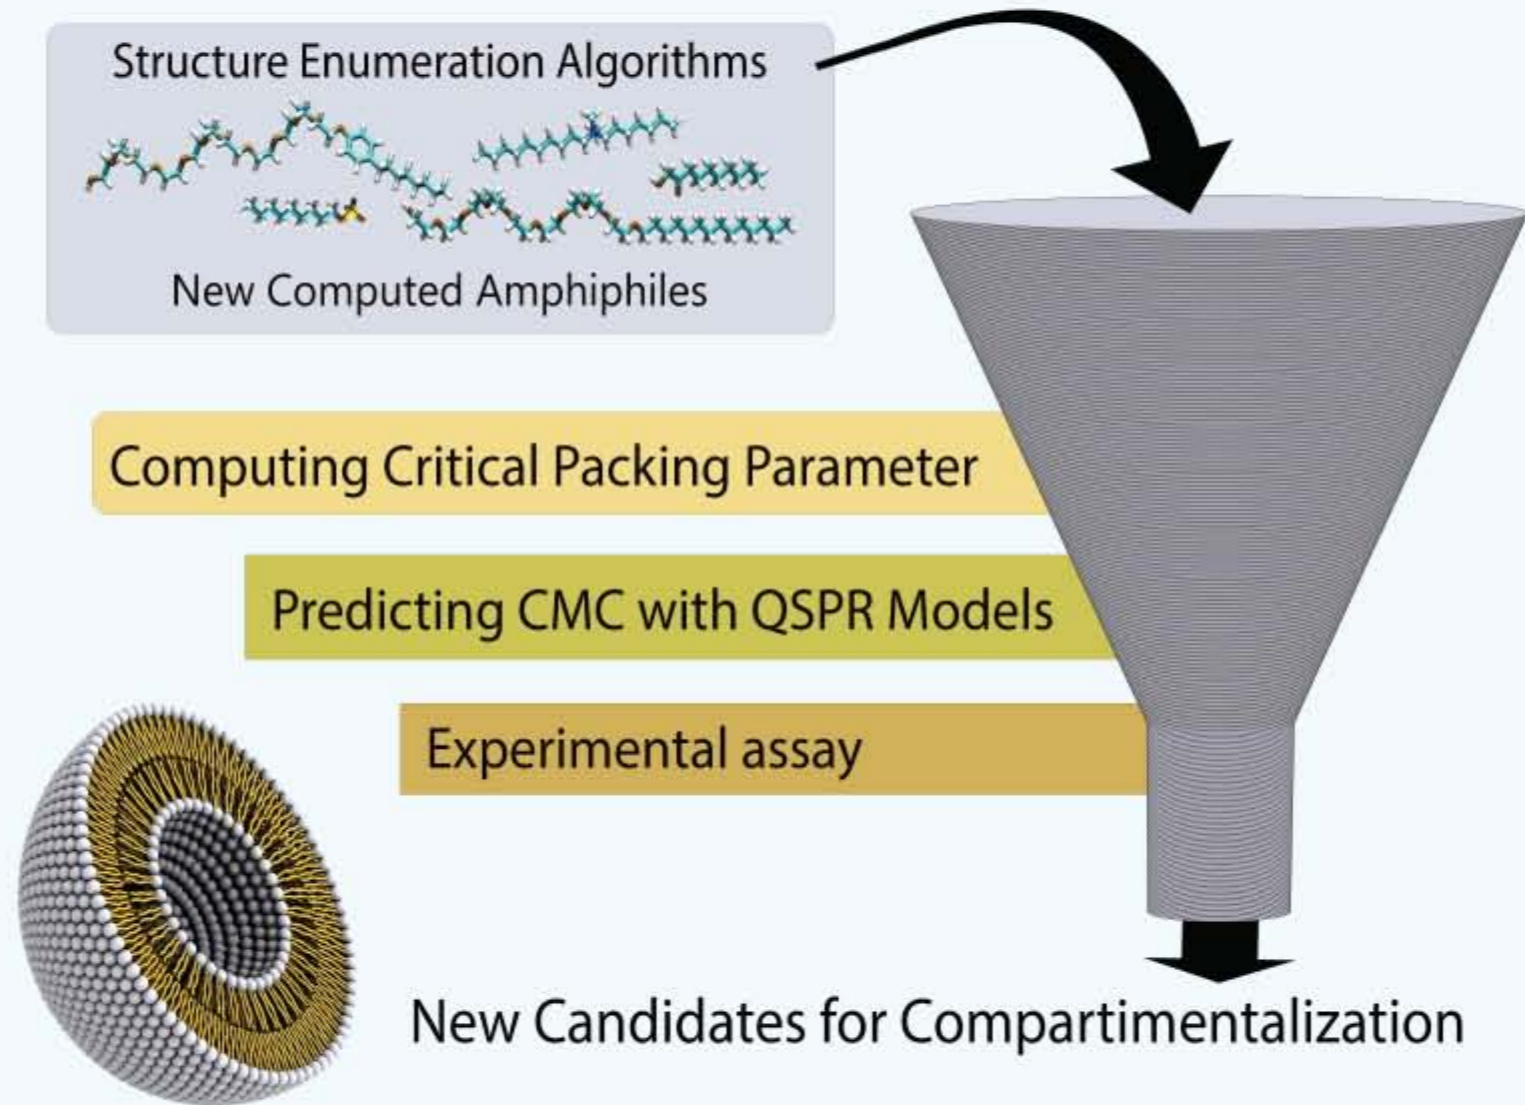 Structure Enumeration Algorithms
New Computed Amphiphiles
Computing Critical Packing Parameter
Predicting CMC with QSPR Models
Experimental assay
New Candidates for Compartimentalization